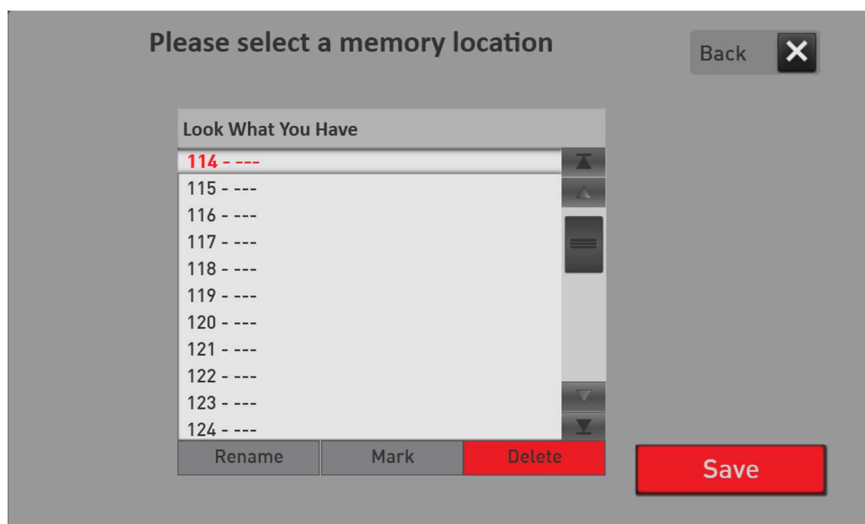 Please select a memory location
Back
Look What You Have
114 - ---
115 - ---
116 - ---
117 - ---
118 - ---
119 - ---
120 - ---
121 - ---
122 - ---
123 - ---
124 - ---
Rename Mark Delete
Save